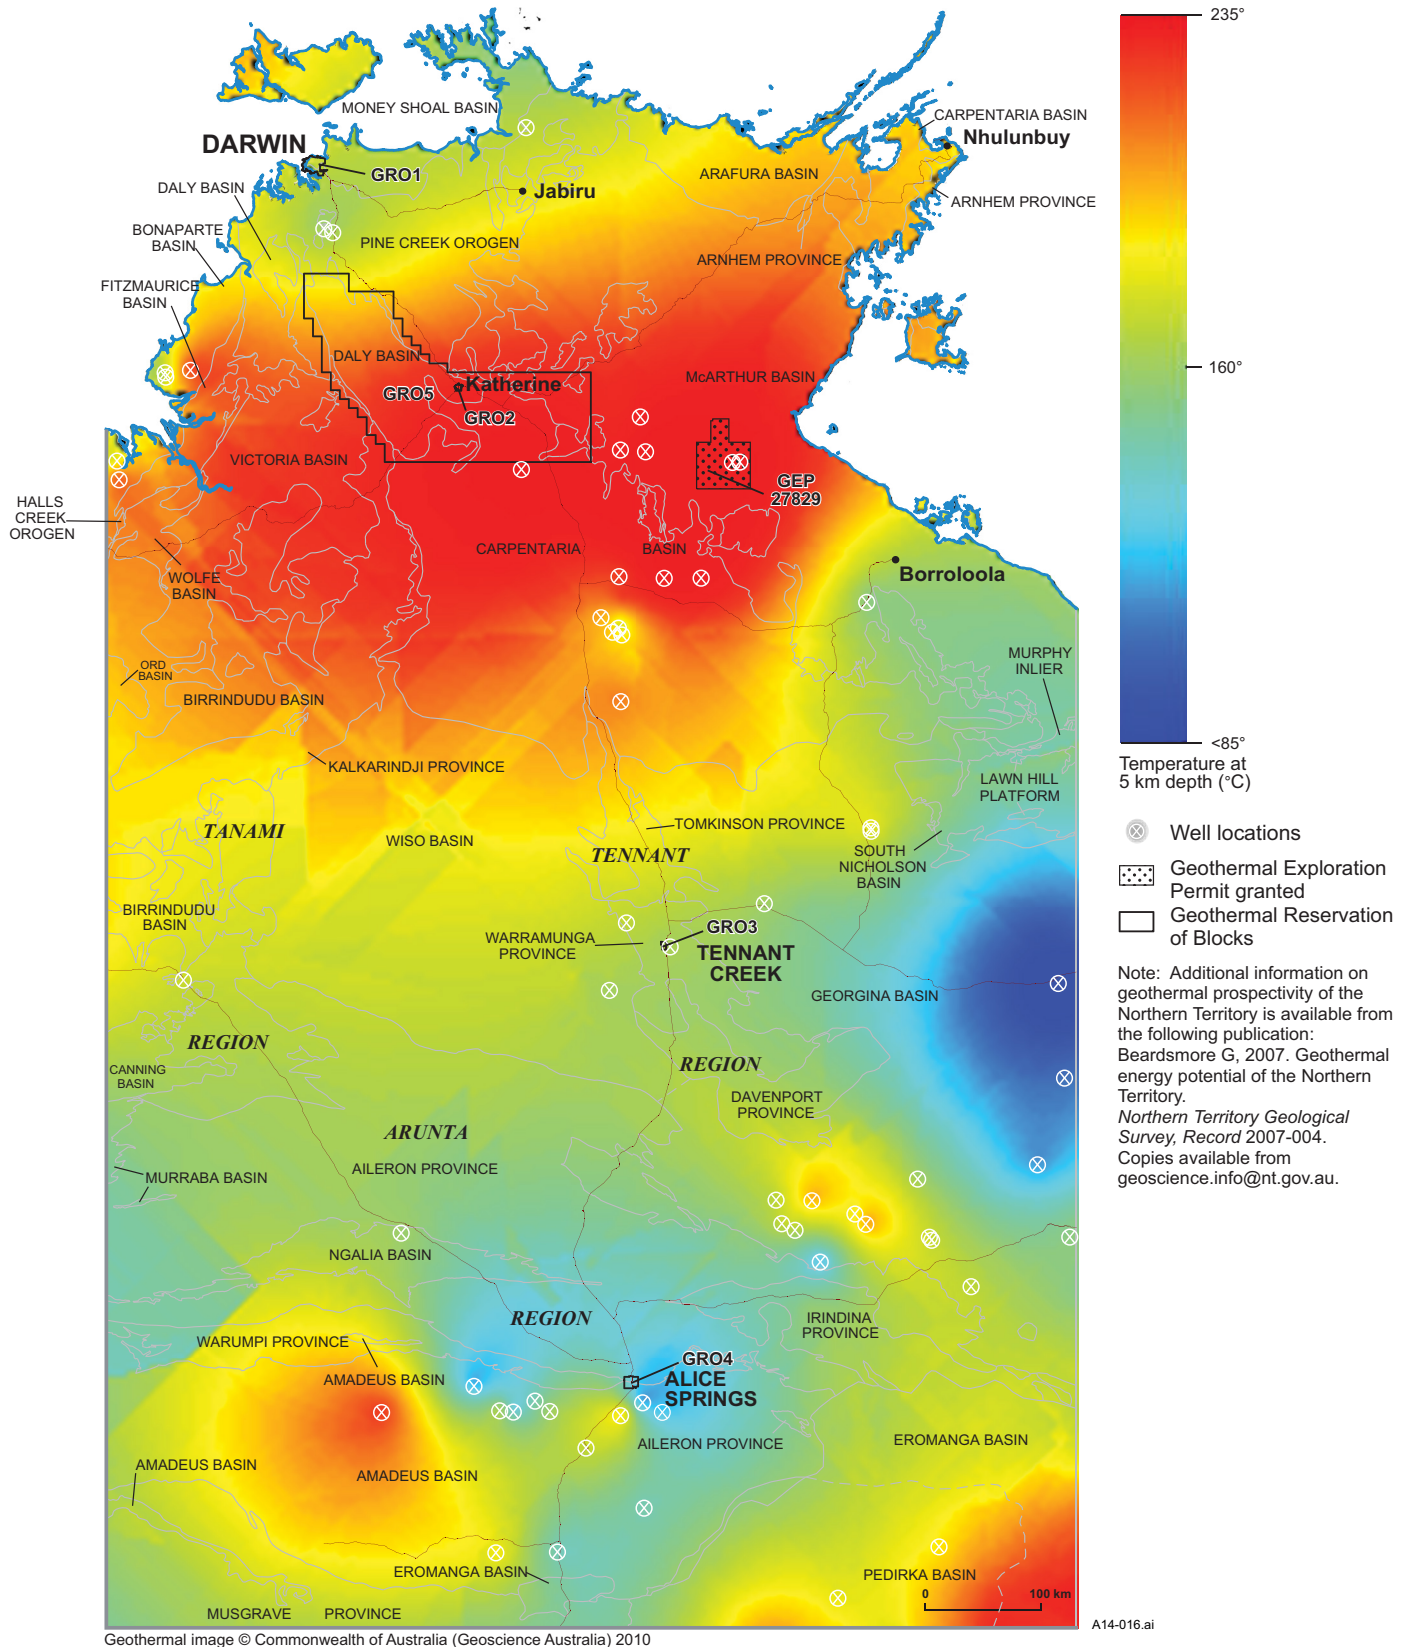 235°
MONEY SHOAL BASIN
CARPENTARIA BASIN
Nhulunbuy
DARWIN
GRO1
ARAFURA BASIN
DALY BASIN
Jabiru
ARNHEM PROVINCE
BONAPARTE
BASIN
PINE CREEK OROGEN
ARNHEM PROVINCE
FITZMAURICE
BASIN
DALY BASIN
160°
McARTHUR BASIN
Katherine
GRO5
GRO2
VICTORIA BASIN
GEP
27829
HALLS
CREEK
OROGEN
CARPENTARIA
BASIN
WOLFE
BASIN
Borroloola
ORD
BASIN
MURPHY
INLIER
BIRRINDUDU BASIN
<85°
Temperature at
5 km depth (°C)
KALKARINDJI PROVINCE
LAWN HILL
PLATFORM
TANAMI
WISO BASIN
TOMKINSON PROVINCE
TENNANT
SOUTH
NICHOLSON
BASIN
Well locations
Geothermal Exploration
Permit granted
Geothermal Reservation
of Blocks
BIRRINDUDU
BASIN
WARRAMUNGA
PROVINCE
GRO3
TENNANT
CREEK
GEORGINA BASIN
Note: Additional information on
geothermal prospectivity of the
Northern Territory is available from
the following publication:
Beardsmore G, 2007. Geothermal
energy potential of the Northern
Territory.
Northern Territory Geological
Survey, Record 2007-004.
Copies available from
geoscience.info@nt.gov.au.
REGION
REGION
CANNING
BASIN
DAVENPORT
PROVINCE
ARUNTA
AILERON PROVINCE
MURRABA BASIN
NGALIA BASIN
REGION
IRINDINA
PROVINCE
WARUMPI PROVINCE
GRO4
ALICE
SPRINGS
AMADEUS BASIN
AILERON PROVINCE
EROMANGA BASIN
AMADEUS BASIN
AMADEUS BASIN
EROMANGA BASIN
PEDIRKA BASIN
0
100 km
MUSGRAVE
PROVINCE
A14-016.ai
Geothermal image © Commonwealth of Australia (Geoscience Australia) 2010